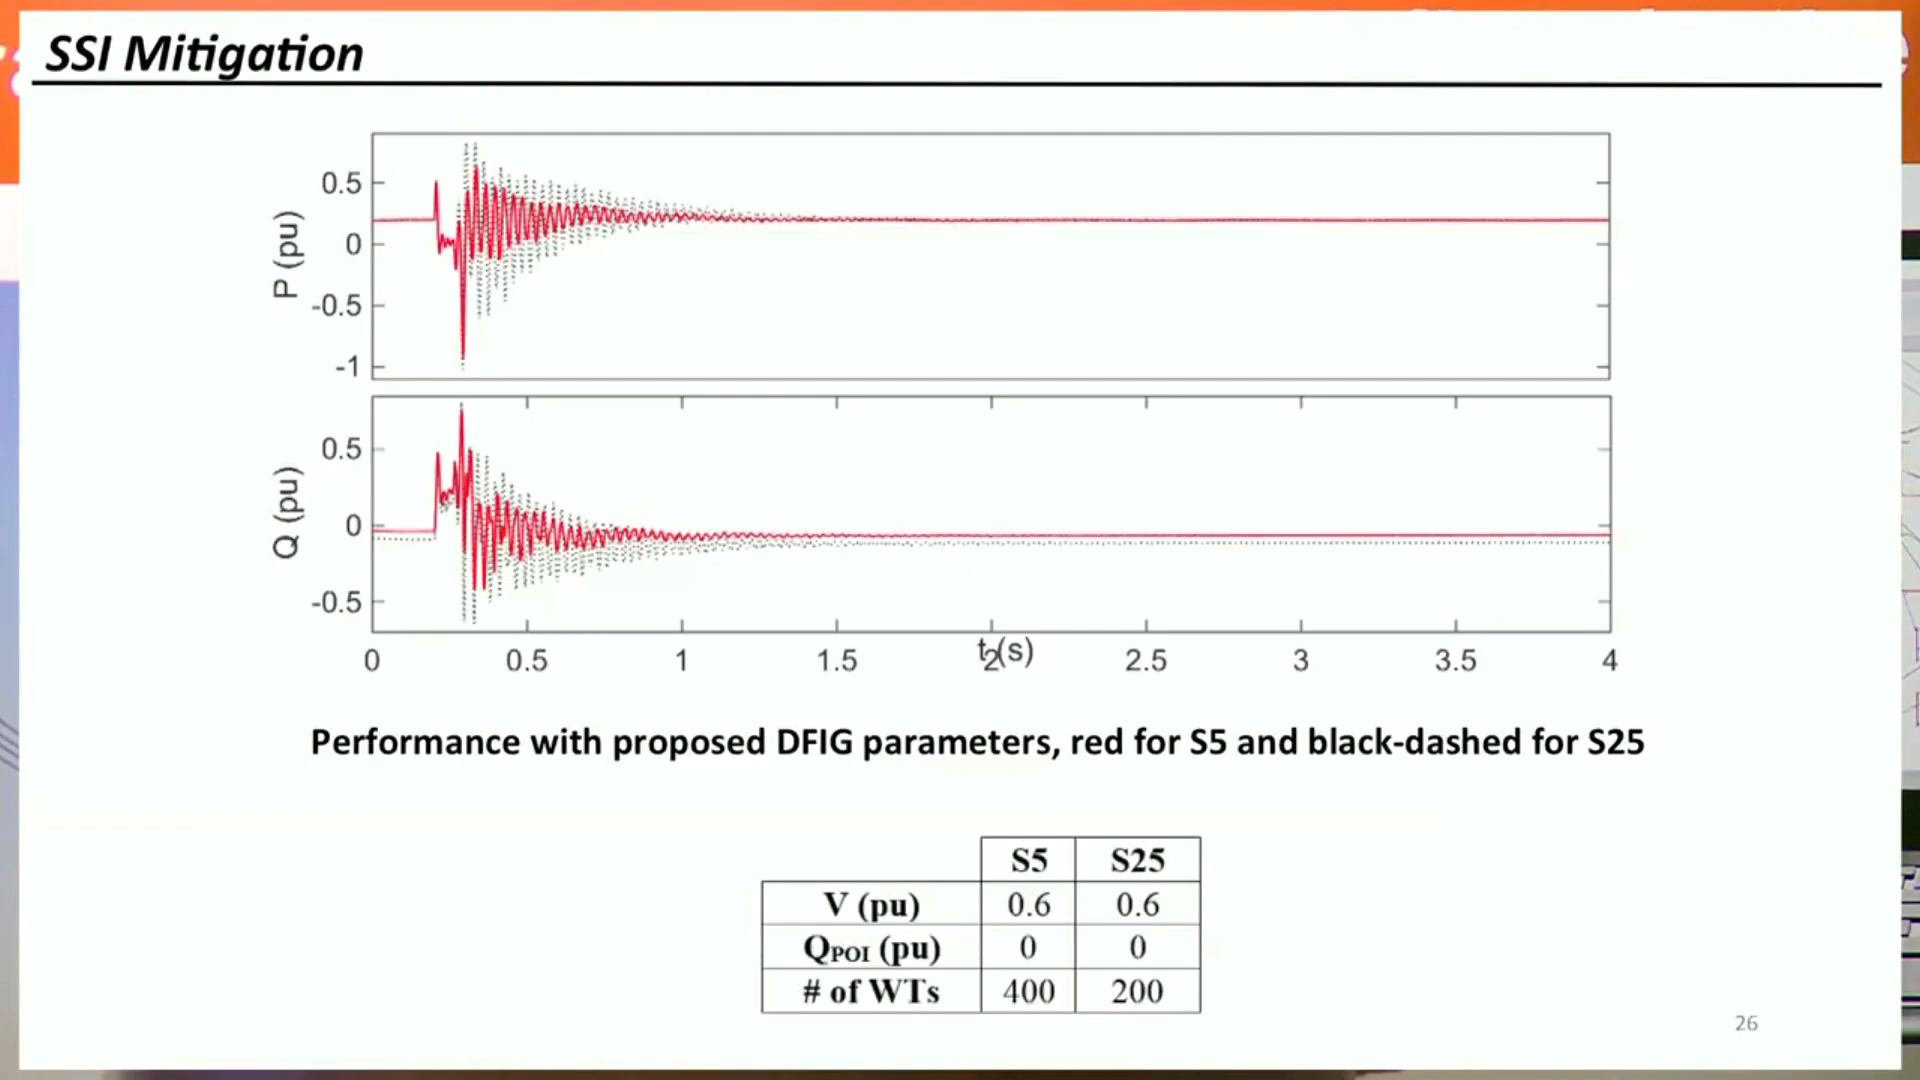 SSI Mitigation
0.5
0
-0.5
-1
P (pu)
0.5
0
-0.5
Q (pu)
0 0.5 1 1.5 2 2.5 3 3.5 4
t (s)
Performance with proposed DFIG parameters, red for S5 and black-dashed for S25
S5 S25
V (pu) 0.6 0.6
QPOI (pu) 0 0
# of WTs 400 200
26